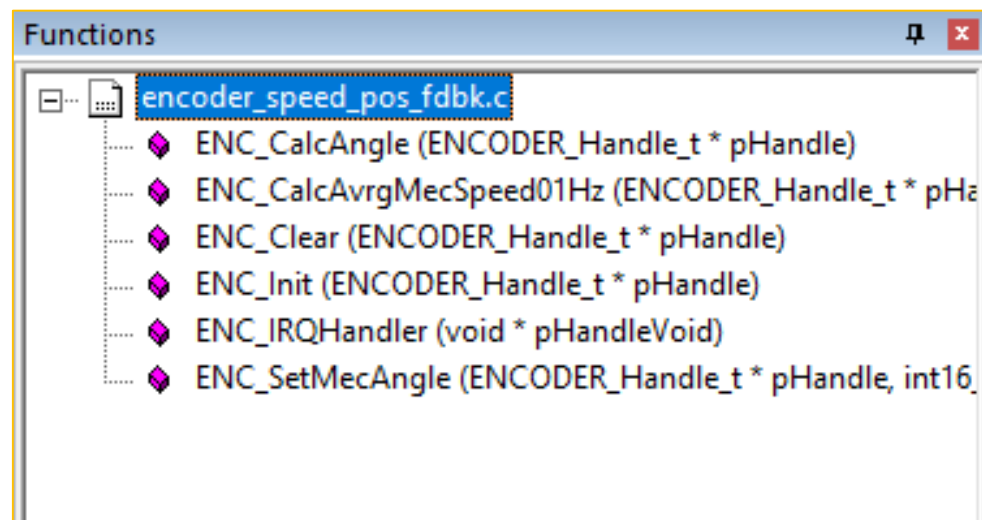 Functions
encoder_speed_pos_fdbk.c
ENC_CalcAngle (ENCODER_Handle_t * pHandle)
ENC_CalcAvrgMecSpeed01Hz (ENCODER_Handle_t * pHa
ENC_Clear (ENCODER_Handle_t * pHandle)
ENC_Init (ENCODER_Handle_t * pHandle)
ENC_IRQHandler (void * pHandleVoid)
ENC_SetMecAngle (ENCODER_Handle_t * pHandle, int16_